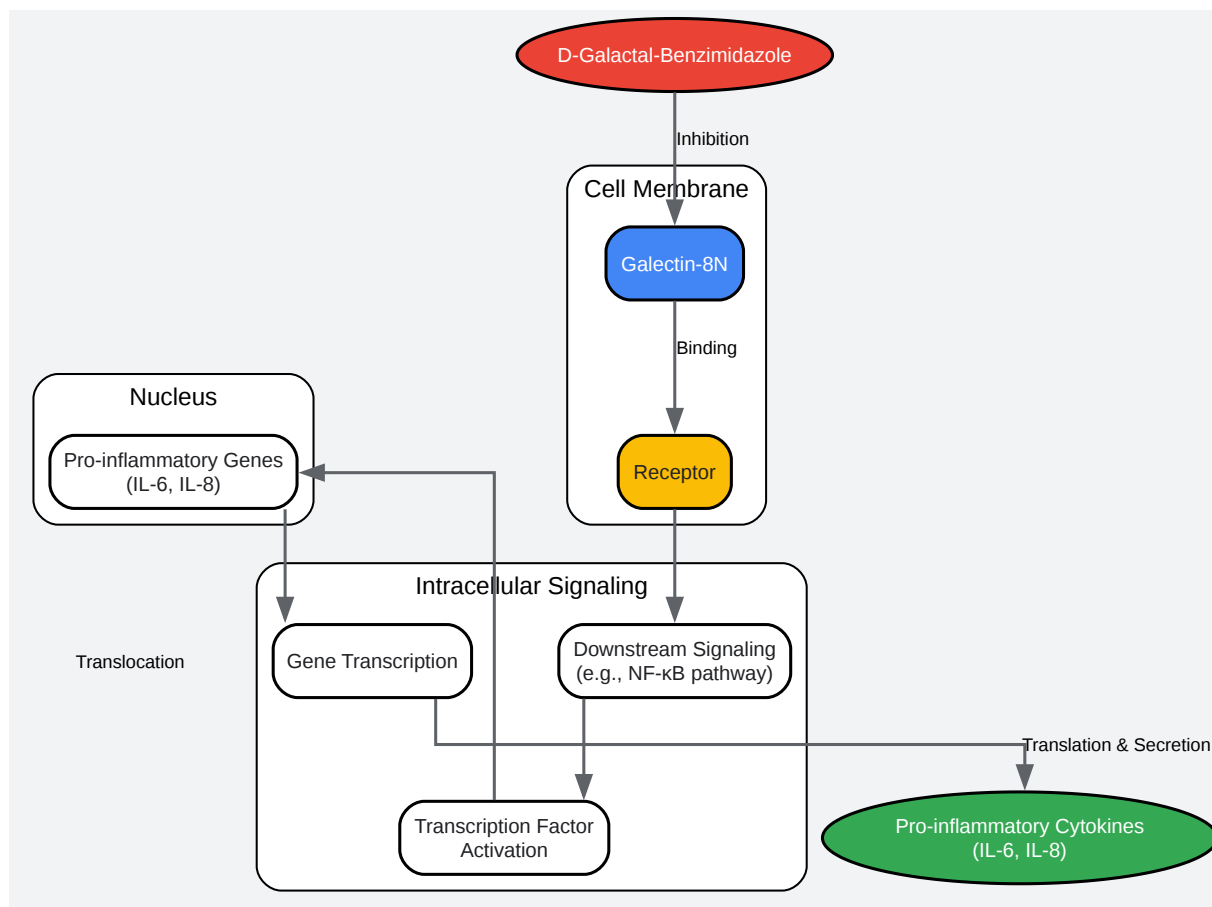 D-Galactal-Benzimidazole
Inhibition
Cell Membrane
Galectin-8N
Binding
Receptor
Nucleus
Pro-inflammatory Genes
(IL-6, IL-8)
Intracellular Signaling
Gene Transcription
Downstream Signaling
(e.g., NF-κB pathway)
Translocation
Transcription Factor
Activation
Translation & Secretion
Pro-inflammatory Cytokines
(IL-6, IL-8)